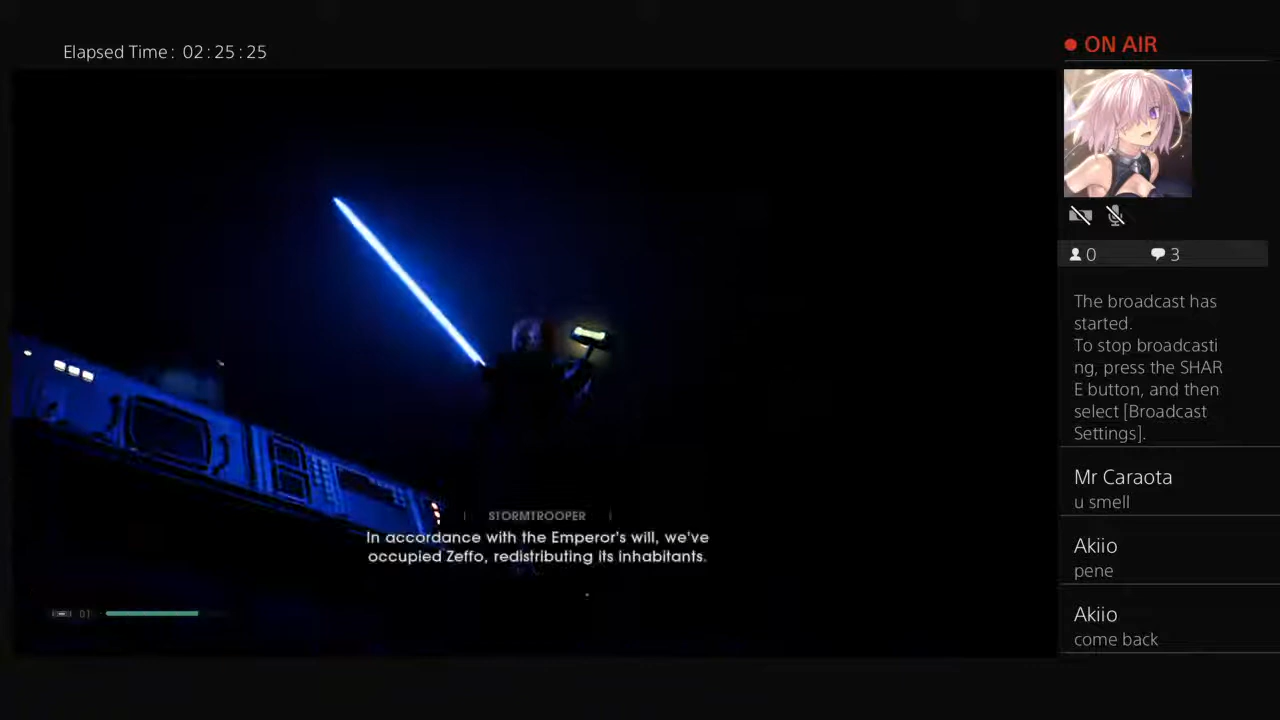 Elapsed Time: 02:25:25
ON AIR
0
3
The broadcast has
started.
To stop broadcasti
ng, press the SHAR
E button, and then
select [Broadcast
Settings].
Mr Caraota
u smell
Akiio
pene
Akiio
come back
STORMTROOPER
In accordance with the Emperor's will, we've
occupied Zeffo, redistributing its inhabitants.
01